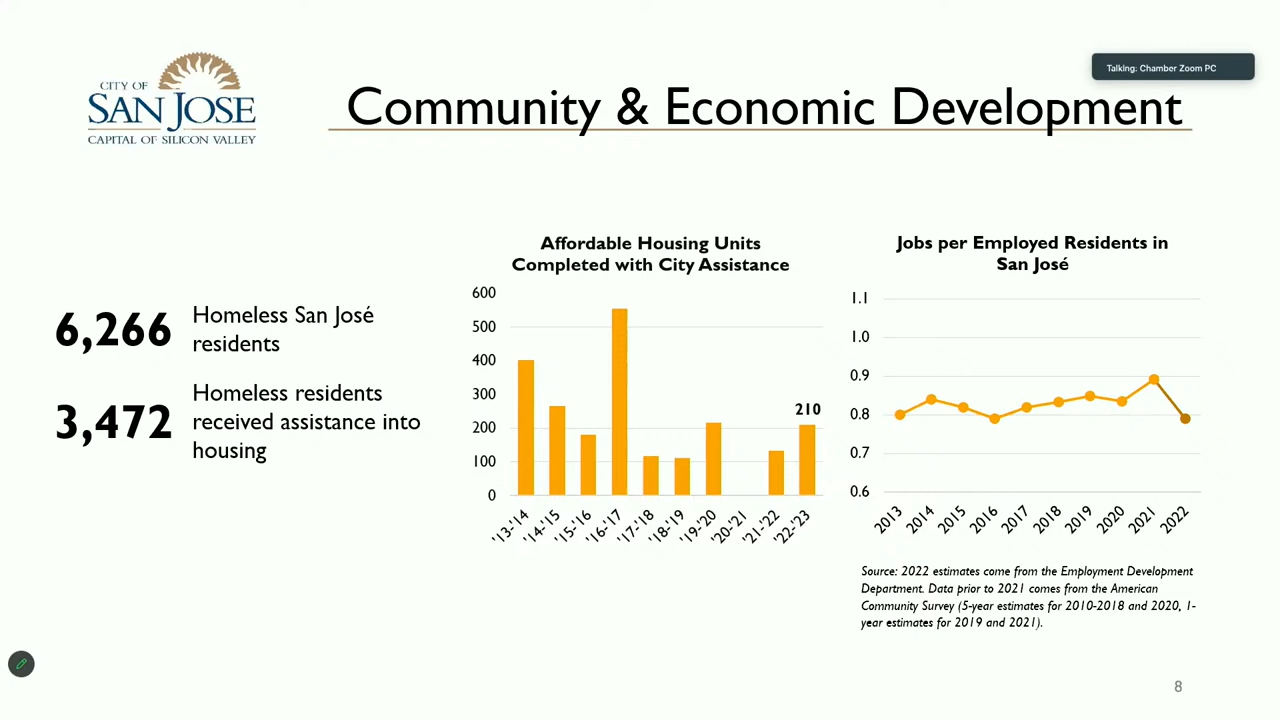 CITY OF
SAN JOSE
CAPITAL OF SILICON VALLEY
Talking: Chamber Zoom PC
Community & Economic Development
6,266
Homeless San José
residents
3,472
Homeless residents
received assistance into
housing
Affordable Housing Units
Completed with City Assistance
600
500
400
300
200
100
0
210
'13-'14
'14-'15
'15-'16
'16-'17
'17-'18
'18-'19
'19-'20
'20-'21
'21-'22
'22-'23
Jobs per Employed Residents in
San José
1.1
1.0
0.9
0.8
0.7
0.6
2013
2014
2015
2016
2017
2018
2019
2020
2021
2022
Source: 2022 estimates come from the Employment Development
Department. Data prior to 2021 comes from the American
Community Survey (5-year estimates for 2010-2018 and 2020, 1-
year estimates for 2019 and 2021).
8